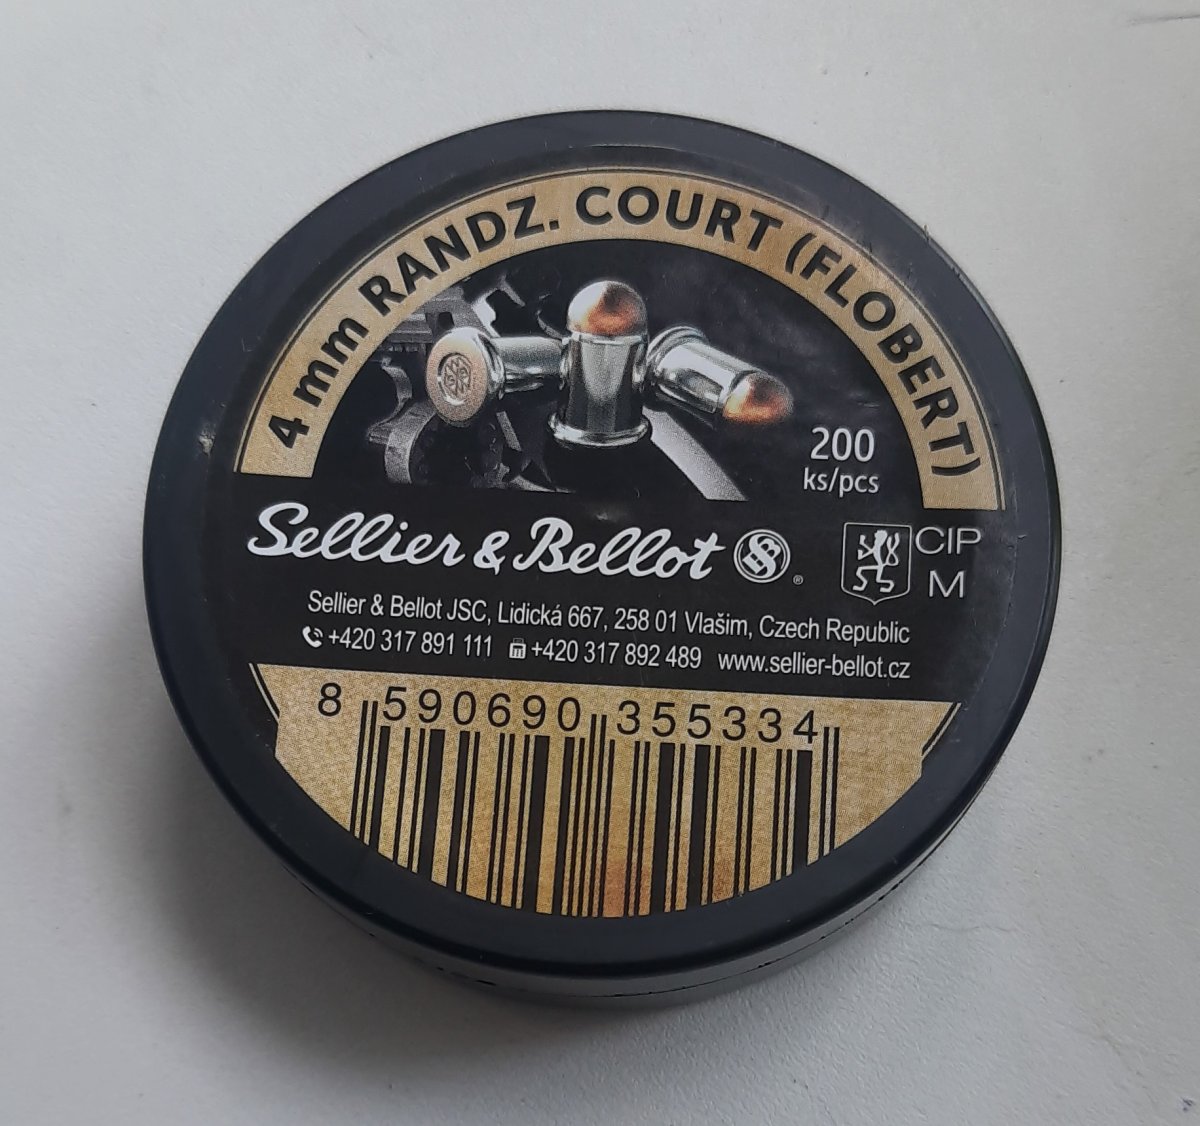 4 mm RANDZ. COURT (FLOBERT)
200
ks/pcs
Sellier & Bellot
SB
®
CIP
M
Sellier & Bellot JSC, Lidická 667, 258 01 Vlašim, Czech Republic
+420 317 891 111 +420 317 892 489 www.sellier-bellot.cz
8 590690 355334